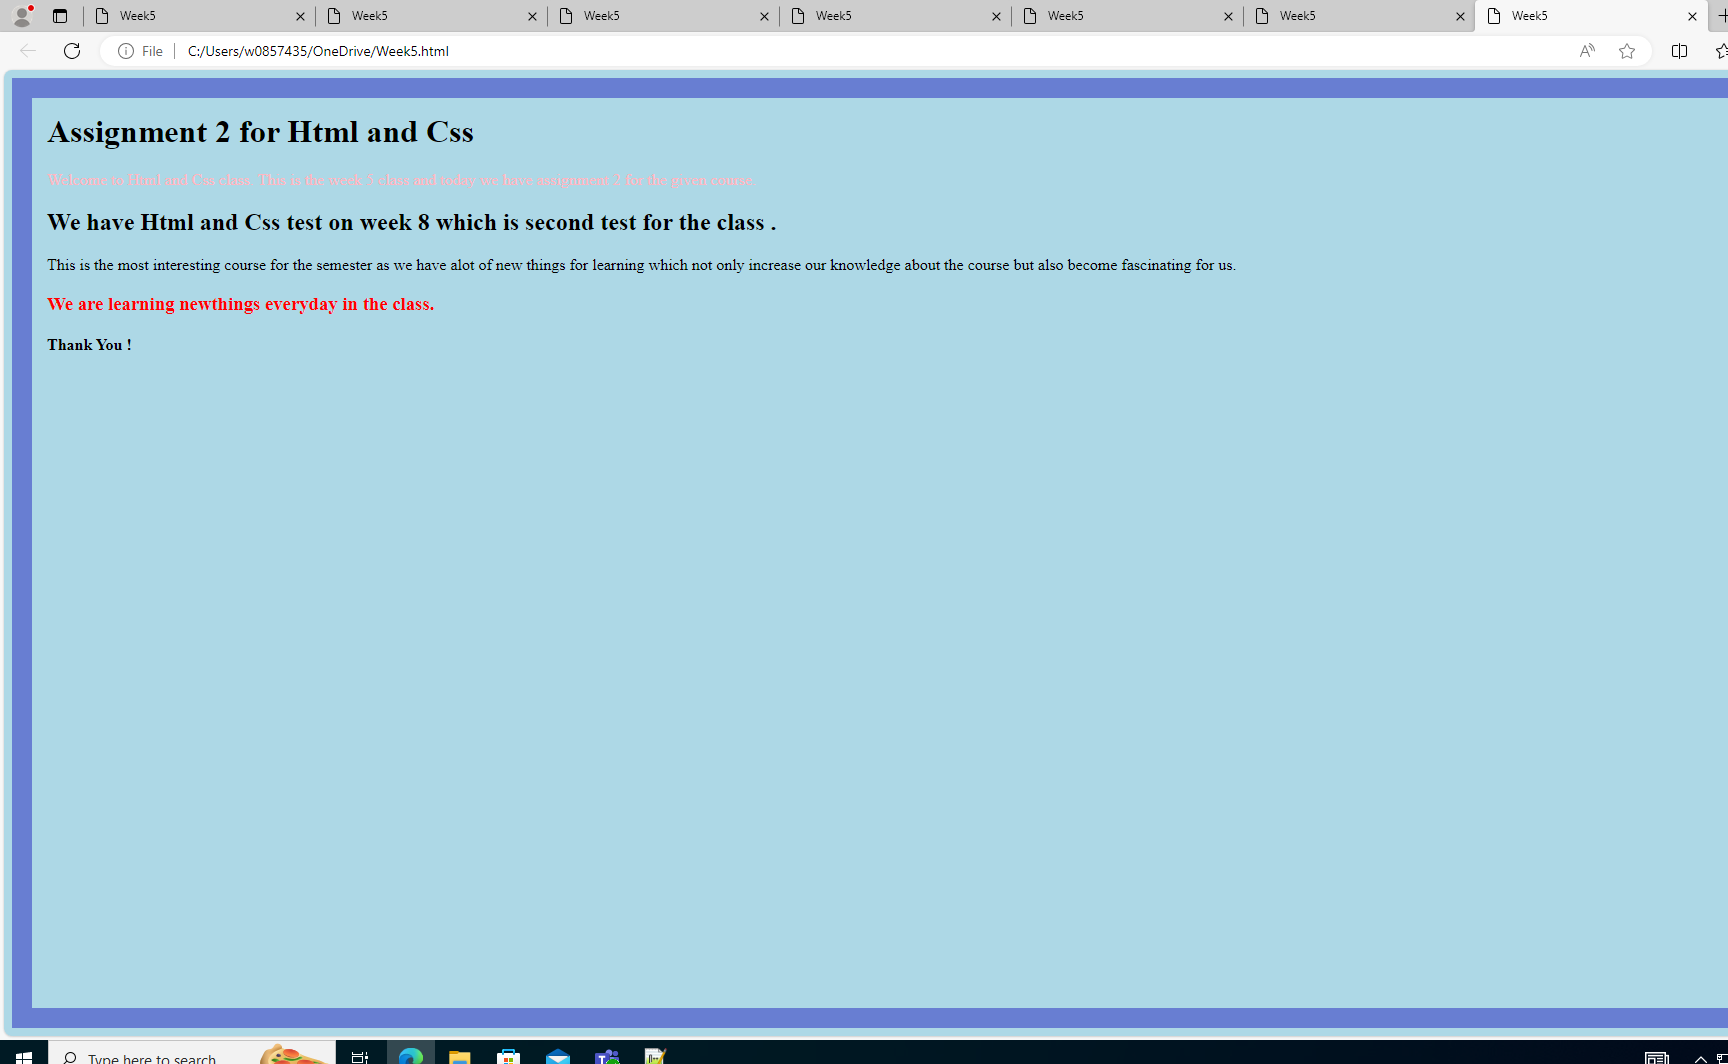 Week5 Week5 Week5 Week5 Week5 Week5 Week5
File C:/Users/w0857435/OneDrive/Week5.html
Assignment 2 for Html and Css
Welcome to Html and Css class. This is the week 5 class and today we have assignment 2 for the given course.
We have Html and Css test on week 8 which is second test for the class .
This is the most interesting course for the semester as we have alot of new things for learning which not only increase our knowledge about the course but also become fascinating for us.
We are learning newthings everyday in the class.
Thank You !
Type here to search